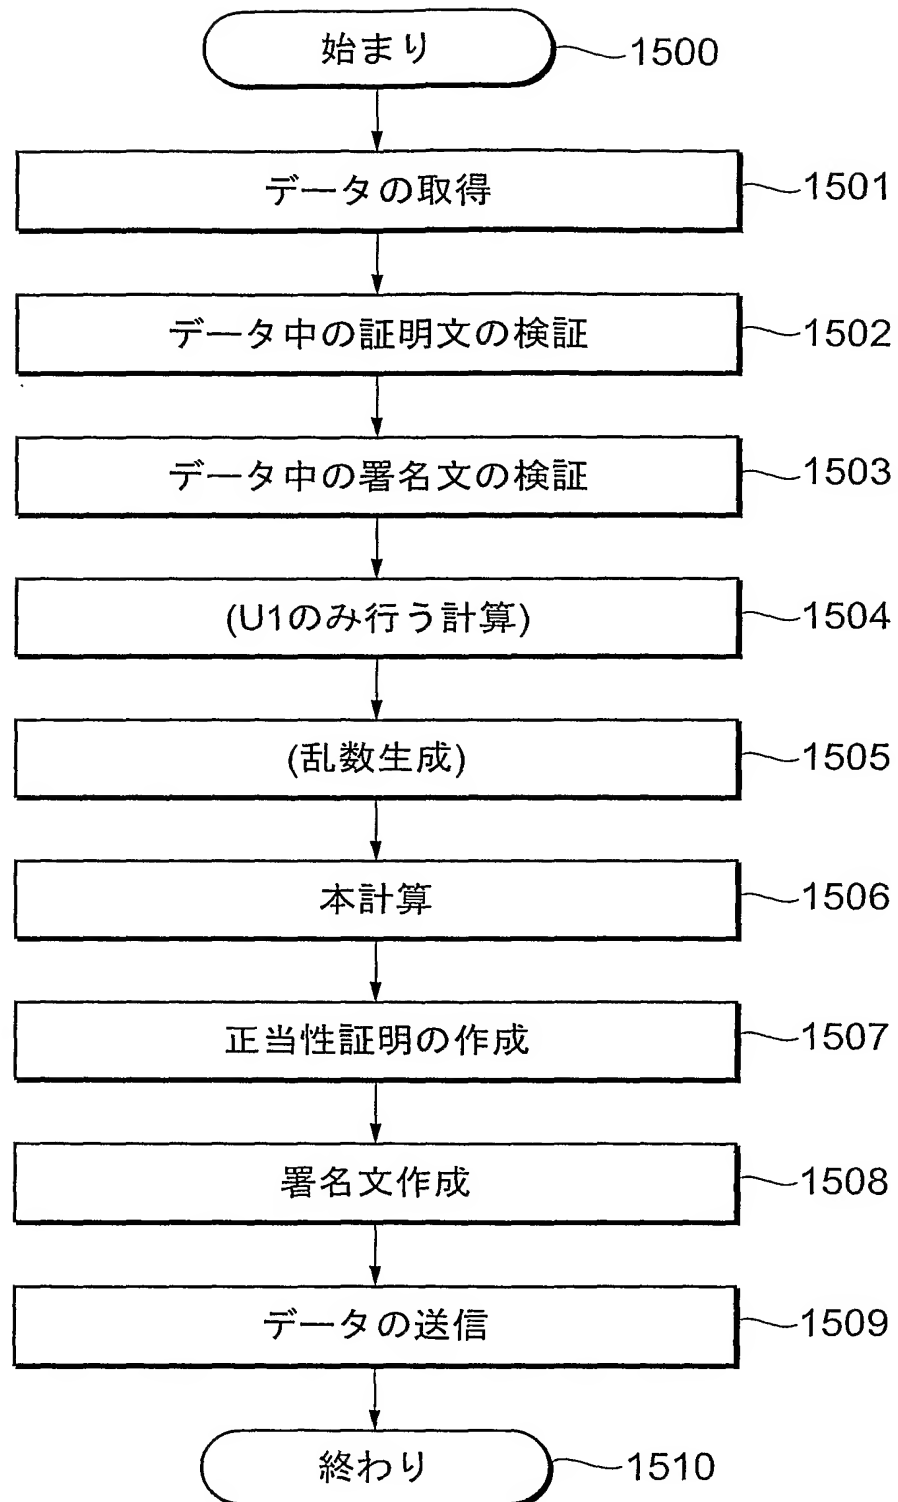 始まり 1500
データの取得 1501
データ中の証明文の検証 1502
データ中の署名文の検証 1503
(U1のみ行う計算) 1504
(乱数生成) 1505
本計算 1506
正当性証明の作成 1507
署名文作成 1508
データの送信 1509
終わり 1510